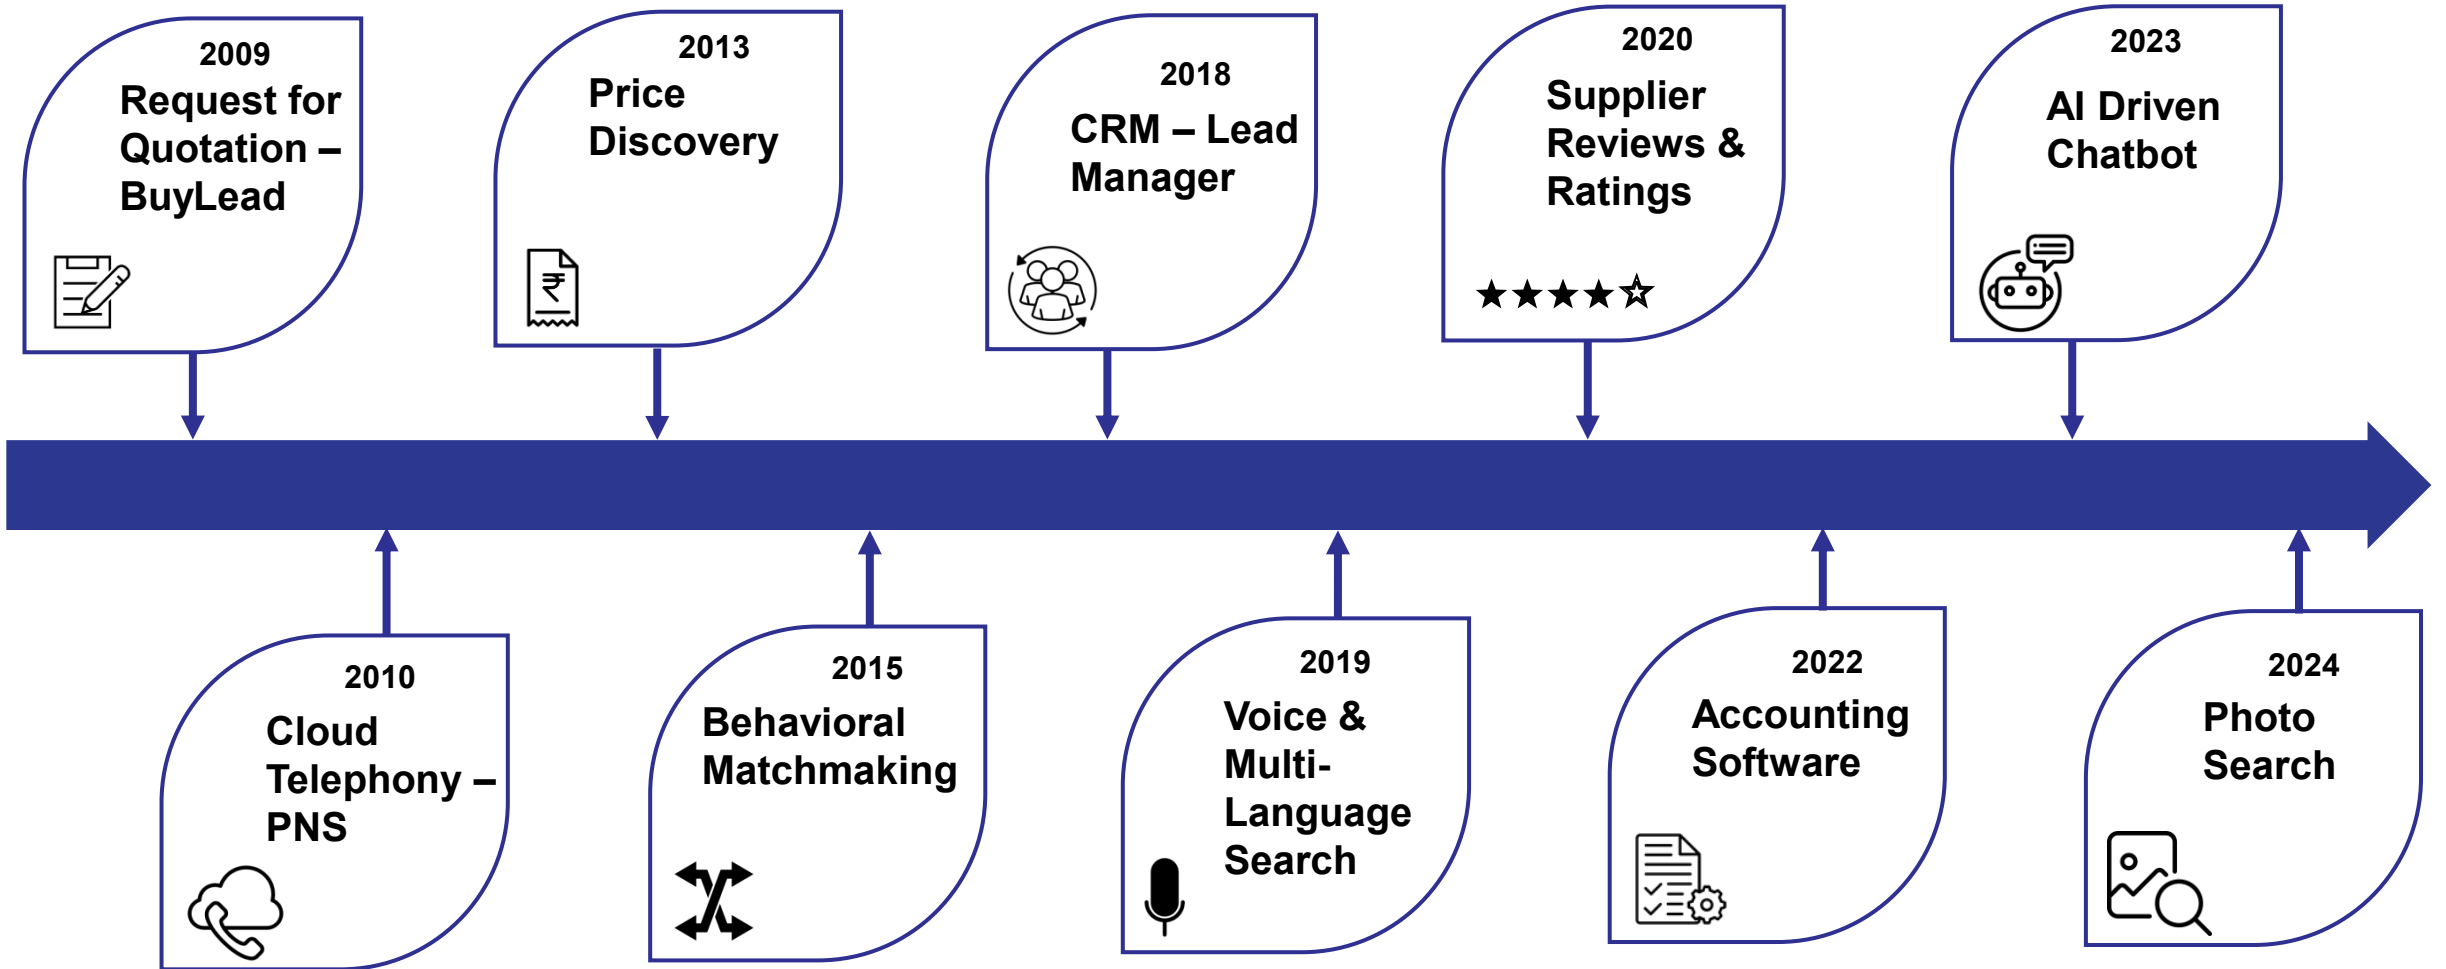 2009
Request for
Quotation –
BuyLead
2013
Price
Discovery
2018
CRM – Lead
Manager
2020
Supplier
Reviews &
Ratings
2023
AI Driven
Chatbot
₹
2010
Cloud
Telephony –
PNS
2015
Behavioral
Matchmaking
2019
Voice &
Multi-
Language
Search
2022
Accounting
Software
2024
Photo
Search